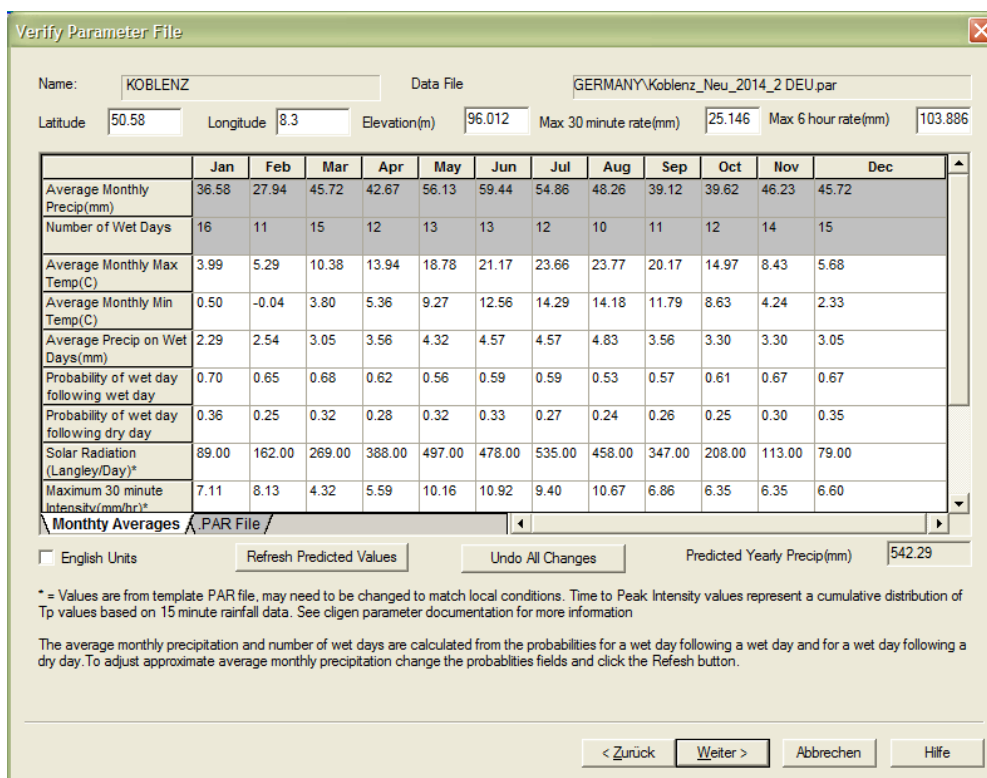 Verify Parameter File
Name: KOBLENZ Data File GERMANY\Koblenz_Neu_2014_2 DEU.par
Latitude 50.58 Longitude 8.3 Elevation(m) 96.012 Max 30 minute rate(mm) 25.146 Max 6 hour rate(mm) 103.886
Jan Feb Mar Apr May Jun Jul Aug Sep Oct Nov Dec
Average Monthly Precip(mm) 36.58 27.94 45.72 42.67 56.13 59.44 54.86 48.26 39.12 39.62 46.23 45.72
Number of Wet Days 16 11 15 12 13 13 12 10 11 12 14 15
Average Monthly Max Temp(C) 3.99 5.29 10.38 13.94 18.78 21.17 23.66 23.77 20.17 14.97 8.43 5.68
Average Monthly Min Temp(C) 0.50 -0.04 3.80 5.36 9.27 12.56 14.29 14.18 11.79 8.63 4.24 2.33
Average Precip on Wet Days(mm) 2.29 2.54 3.05 3.56 4.32 4.57 4.57 4.83 3.56 3.30 3.30 3.05
Probability of wet day following wet day 0.70 0.65 0.68 0.62 0.56 0.59 0.59 0.53 0.57 0.61 0.67 0.67
Probability of wet day following dry day 0.36 0.25 0.32 0.28 0.32 0.33 0.27 0.24 0.26 0.25 0.30 0.35
Solar Radiation (Langley/Day)* 89.00 162.00 269.00 388.00 497.00 478.00 535.00 458.00 347.00 208.00 113.00 79.00
Maximum 30 minute Intensity(mm/hr)* 7.11 8.13 4.32 5.59 10.16 10.92 9.40 10.67 6.86 6.35 6.35 6.60
Monthty Averages .PAR File
English Units Refresh Predicted Values Undo All Changes Predicted Yearly Precip(mm) 542.29
* = Values are from template PAR file, may need to be changed to match local conditions. Time to Peak Intensity values represent a cumulative distribution of
Tp values based on 15 minute rainfall data. See cligen parameter documentation for more information
The average monthly precipitation and number of wet days are calculated from the probabilities for a wet day following a wet day and for a wet day following a
dry day.To adjust approximate average monthly precipitation change the probablities fields and click the Refesh button.
< Zurück Weiter > Abbrechen Hilfe